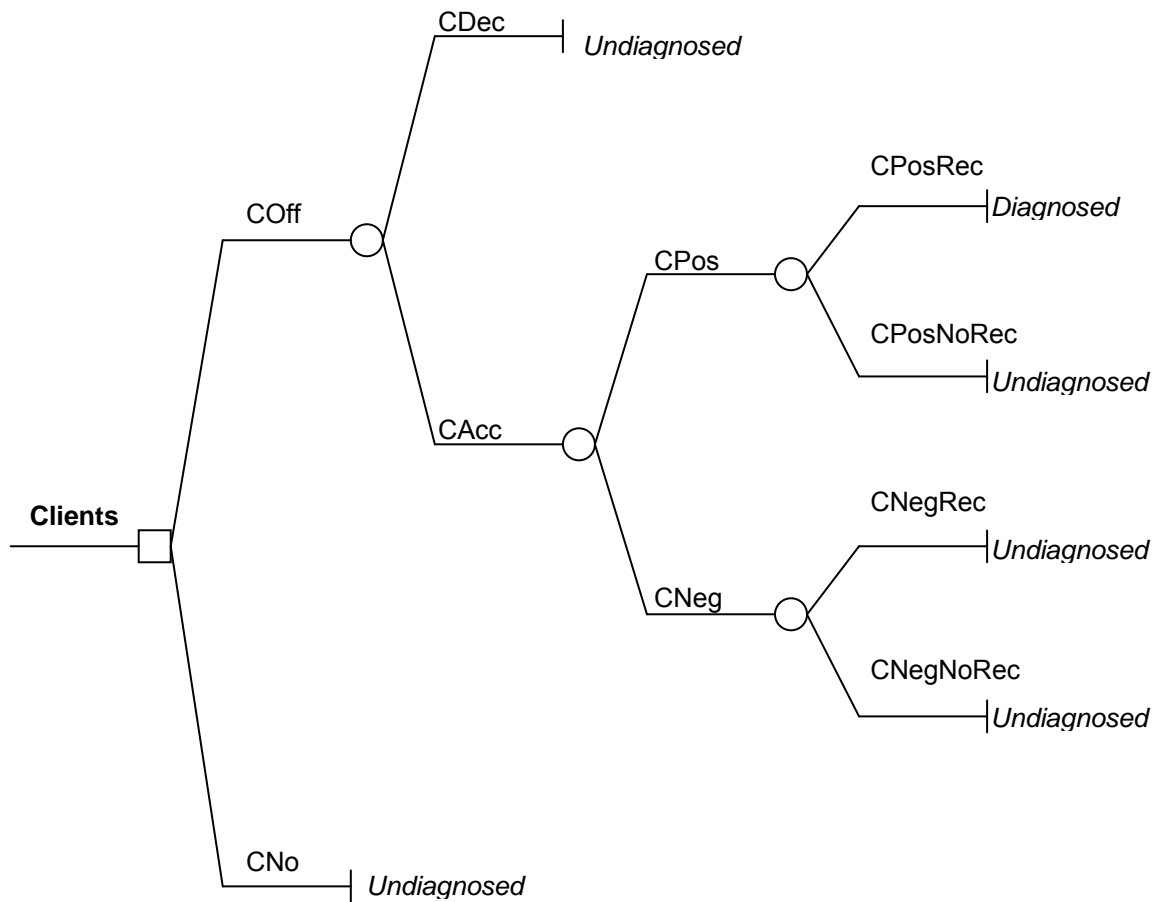 CDec
Undiagnosed
CPosRec
Diagnosed
COff
CPos
CPosNoRec
Undiagnosed
CAcc
Clients
CNegRec
Undiagnosed
CNeg
CNegNoRec
Undiagnosed
CNo
Undiagnosed